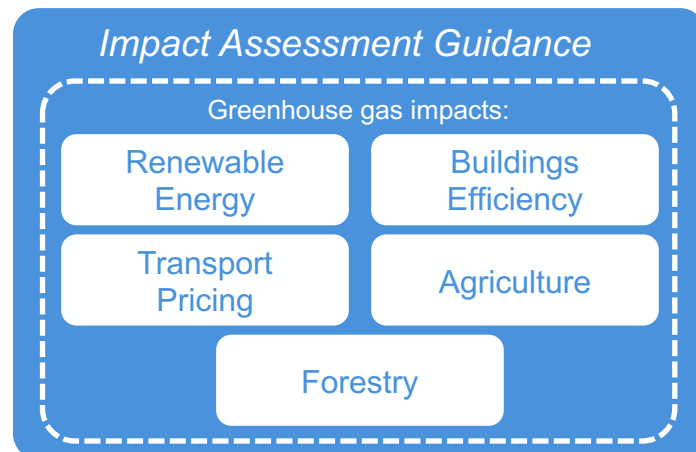 Impact Assessment Guidance
Greenhouse gas impacts:
Renewable
Energy
Buildings
Efficiency
Transport
Pricing
Agriculture
Forestry